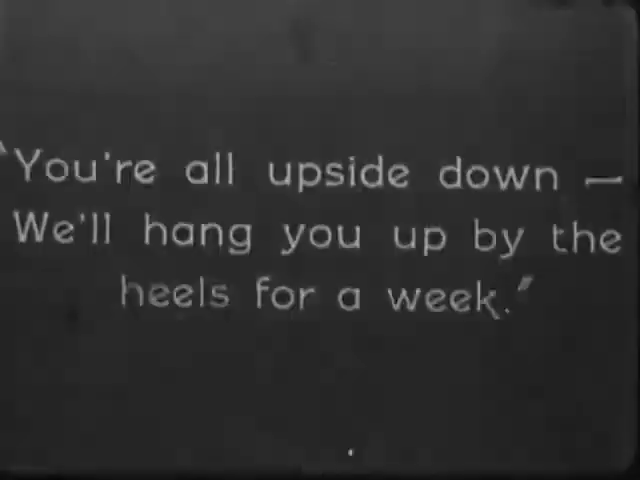 "You're all upside down —
We'll hang you up by the
heels for a week."